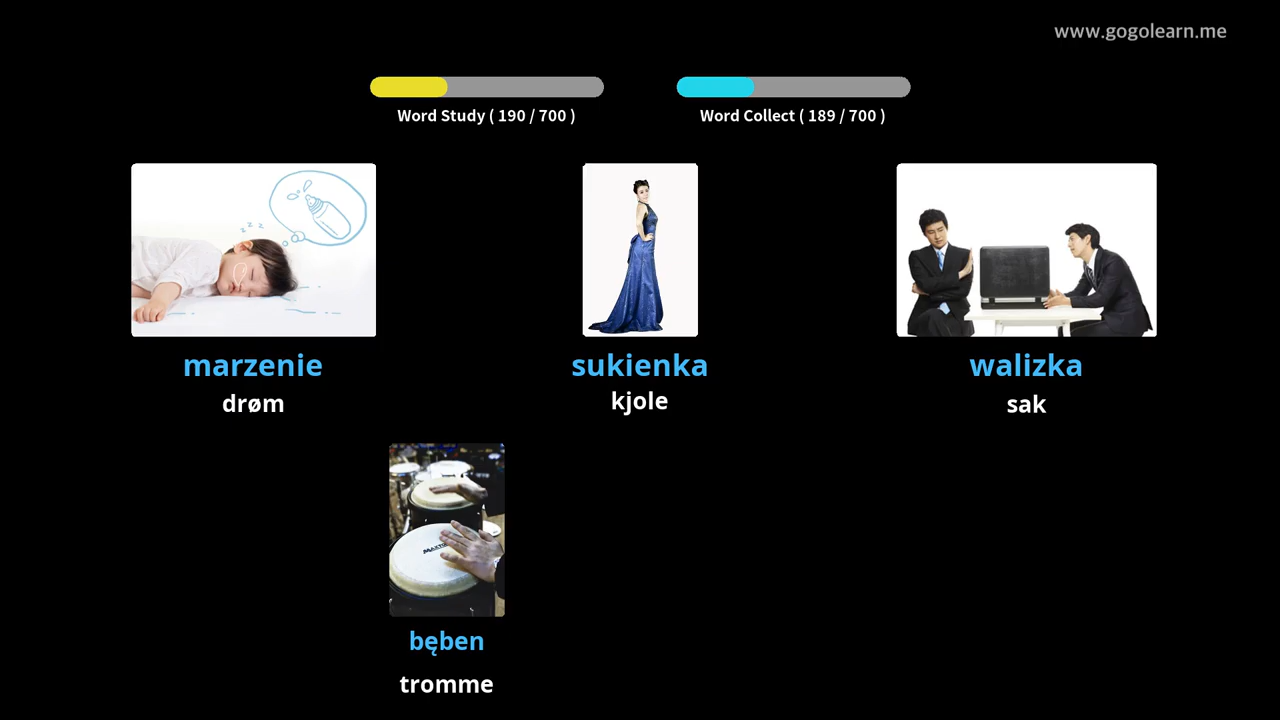 www.gogolearn.me
Word Study ( 190 / 700 )
Word Collect ( 189 / 700 )
z z z
marzenie
sukienka
walizka
drøm
kjole
sak
bęben
tromme